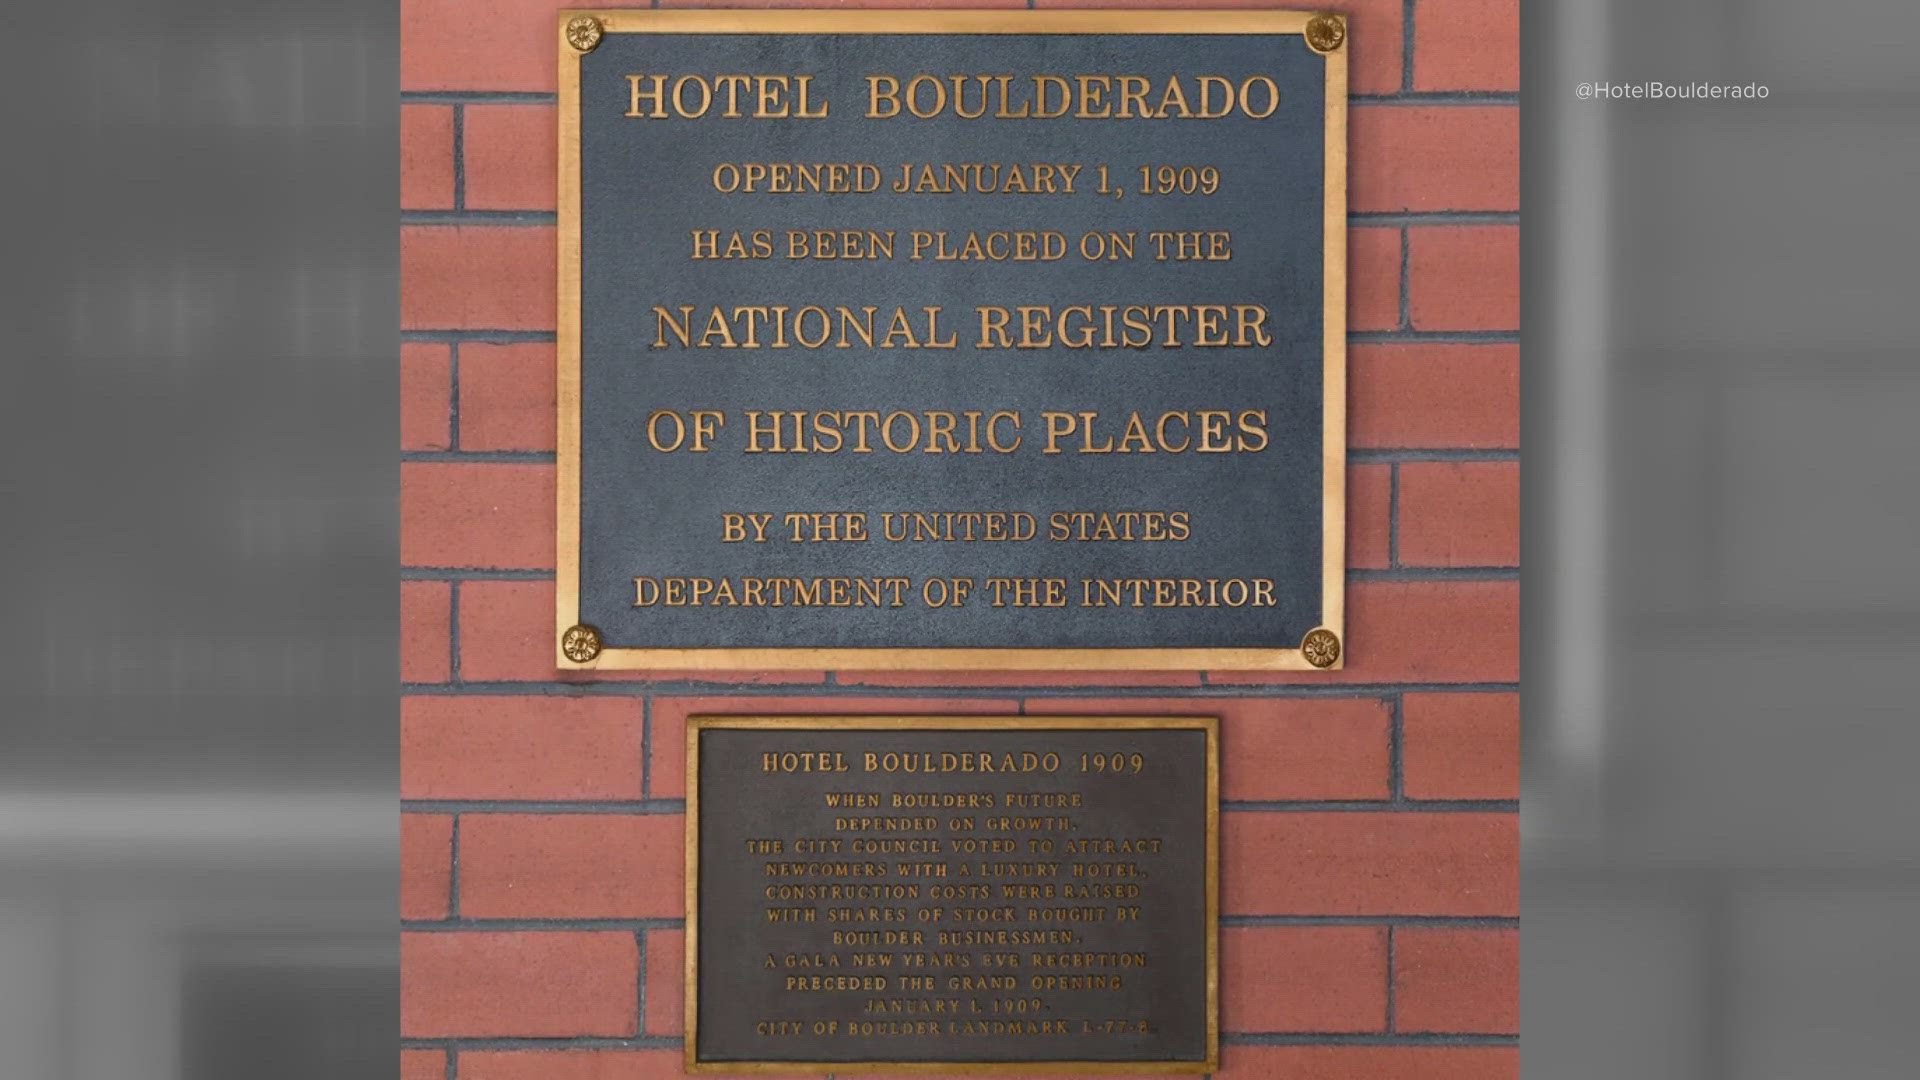 @HotelBoulderado
HOTEL BOULDERADO
OPENED JANUARY 1, 1909
HAS BEEN PLACED ON THE
NATIONAL REGISTER
OF HISTORIC PLACES
BY THE UNITED STATES
DEPARTMENT OF THE INTERIOR
HOTEL BOULDERADO 1909
WHEN BOULDER'S FUTURE
DEPENDED ON GROWTH,
THE CITY COUNCIL VOTED TO ATTRACT
NEWCOMERS WITH A LUXURY HOTEL.
CONSTRUCTION COSTS WERE RAISED
WITH SHARES OF STOCK BOUGHT BY
BOULDER BUSINESSMEN.
A GALA NEW YEAR'S EVE RECEPTION
PRECEDED THE GRAND OPENING
JANUARY 1, 1909.
CITY OF BOULDER LANDMARK L-77-8